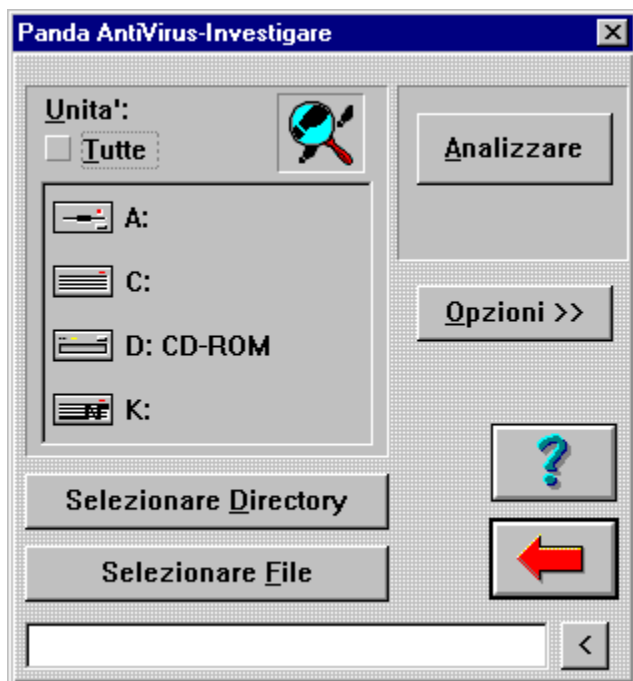 Panda AntiVirus-Investigare
Unita':
Tutte
Analizzare
A:
C:
D: CD-ROM
K:
Opzioni >>
Selezionare Directory
Selezionare File
<